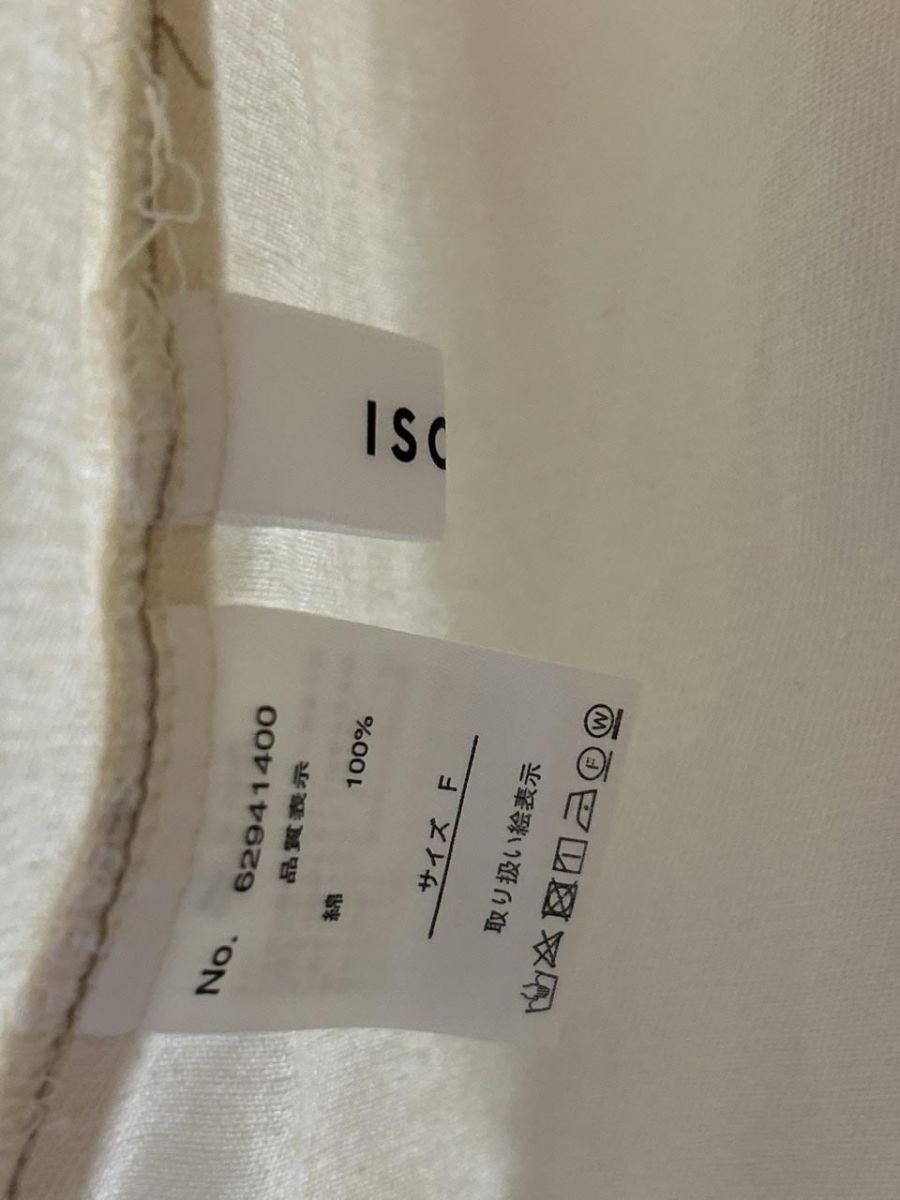 ISC
No. 62941400
品質表示
綿 100%
サイズ F
取り扱い絵表示
F W